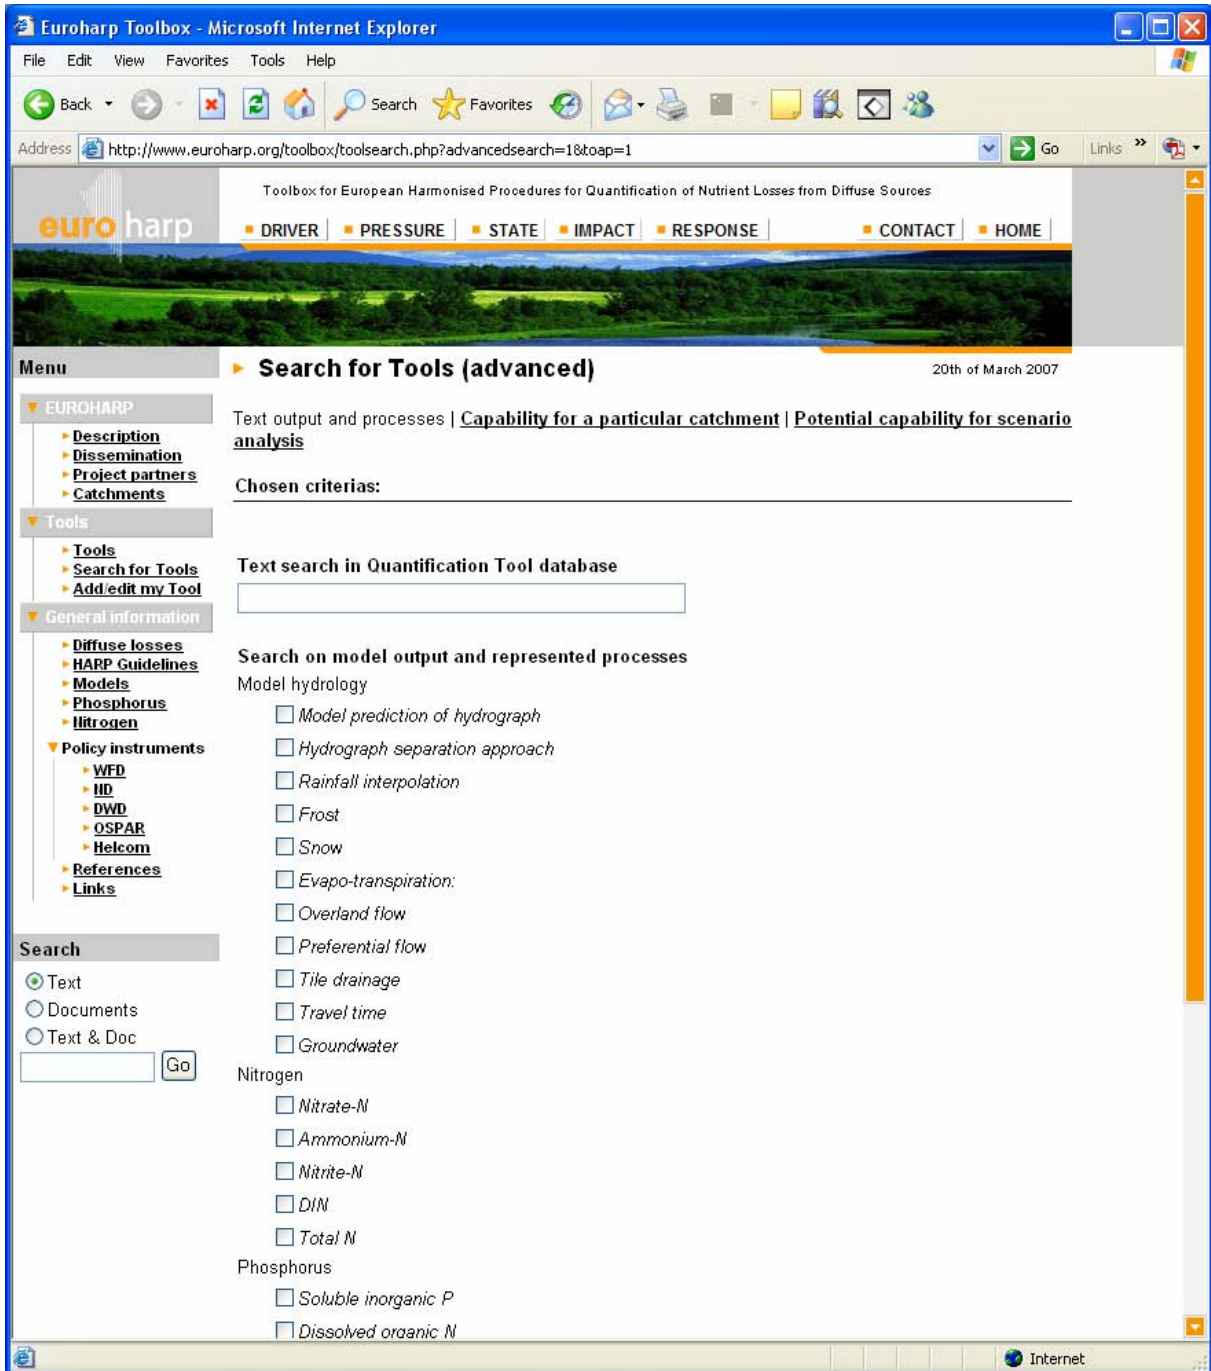 Euroharp Toolbox - Microsoft Internet Explorer
File Edit View Favorites Tools Help
Back Search Favorites
Address http://www.euroharp.org/toolbox/toolsearch.php?advancedsearch=1&toap=1 Go Links »
Toolbox for European Harmonised Procedures for Quantification of Nutrient Losses from Diffuse Sources
euroharp
DRIVER PRESSURE STATE IMPACT RESPONSE CONTACT HOME
Menu
EUROHARP
Description
Dissemination
Project partners
Catchments
Tools
Tools
Search for Tools
Add/edit my Tool
General information
Diffuse losses
HARP Guidelines
Models
Phosphorus
Nitrogen
Policy instruments
WFD
ND
DWD
OSPAR
Helcom
References
Links
Search
Text
Documents
Text & Doc
Go
Search for Tools (advanced)
20th of March 2007
Text output and processes | Capability for a particular catchment | Potential capability for scenario
analysis
Chosen criterias:
Text search in Quantification Tool database
Search on model output and represented processes
Model hydrology
Model prediction of hydrograph
Hydrograph separation approach
Rainfall interpolation
Frost
Snow
Evapo-transpiration:
Overland flow
Preferential flow
Tile drainage
Travel time
Groundwater
Nitrogen
Nitrate-N
Ammonium-N
Nitrite-N
DIN
Total N
Phosphorus
Soluble inorganic P
Dissolved organic N
Internet